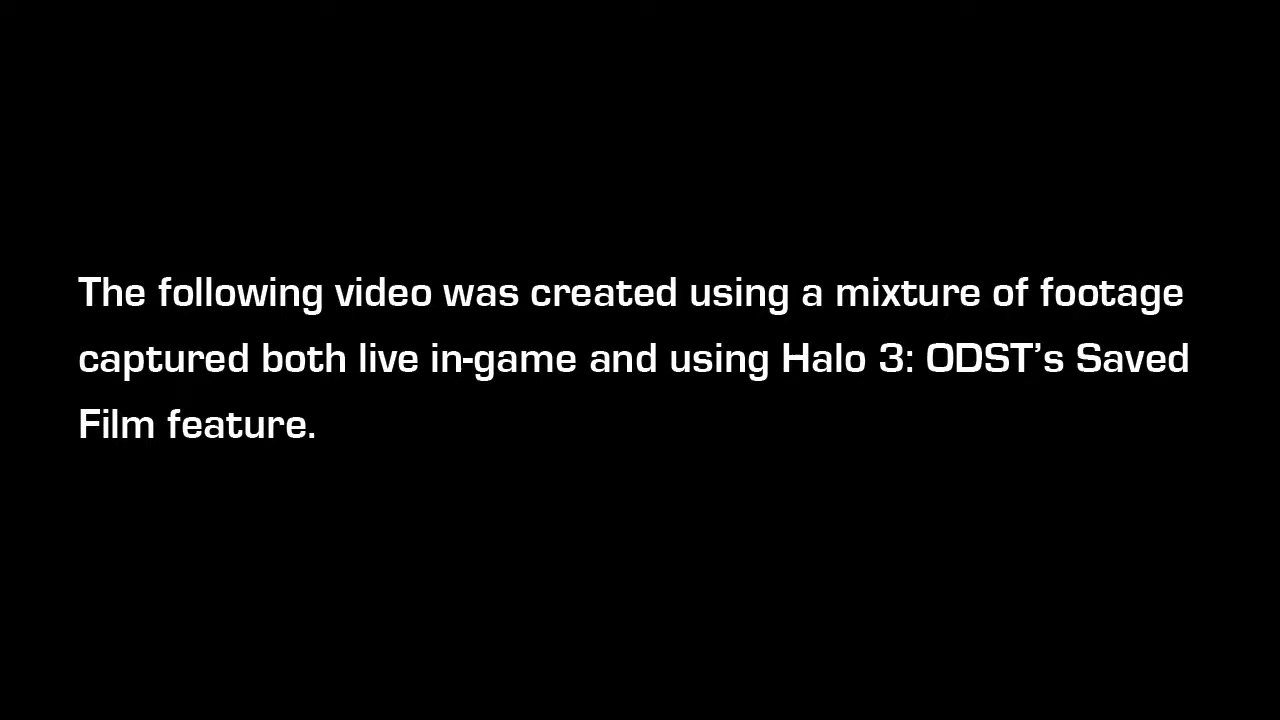 The following video was created using a mixture of footage
captured both live in-game and using Halo 3: ODST’s Saved
Film feature.